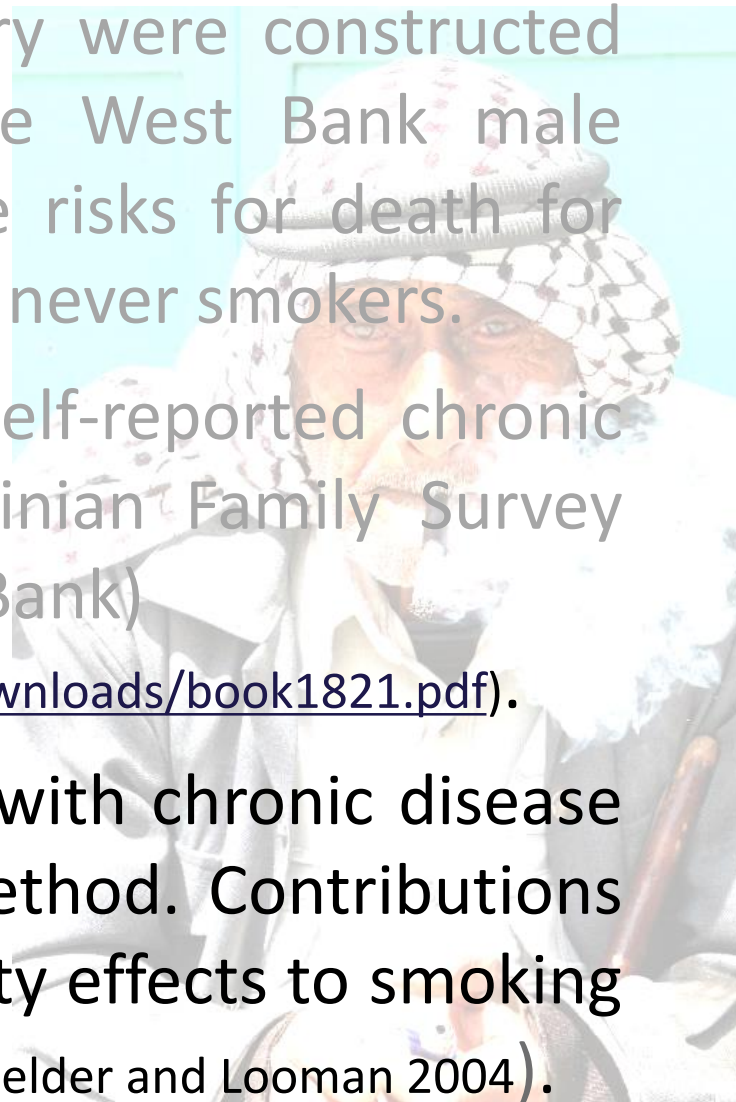 ry were constructed
e West Bank male
e risks for death for
never smokers.
elf-reported chronic
inian Family Survey
Bank)
wnloads/book1821.pdf).
with chronic disease
ethod. Contributions
ty effects to smoking
elder and Looman 2004).